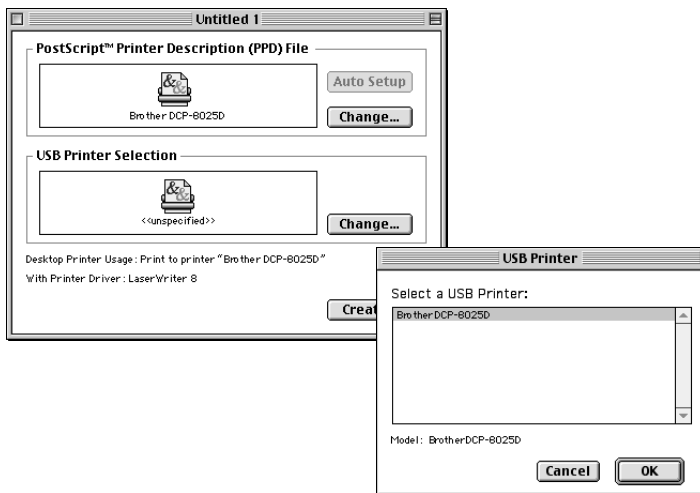 Untitled 1
PostScript™ Printer Description (PPD) File
Brother DCP-8025D
Auto Setup
Change...
USB Printer Selection
<<unspecified>>
Change...
Desktop Printer Usage: Print to printer "Brother DCP-8025D"
With Printer Driver: LaserWriter 8
Creat
USB Printer
Select a USB Printer:
Brother DCP-8025D
Model: BrotherDCP-8025D
Cancel
OK